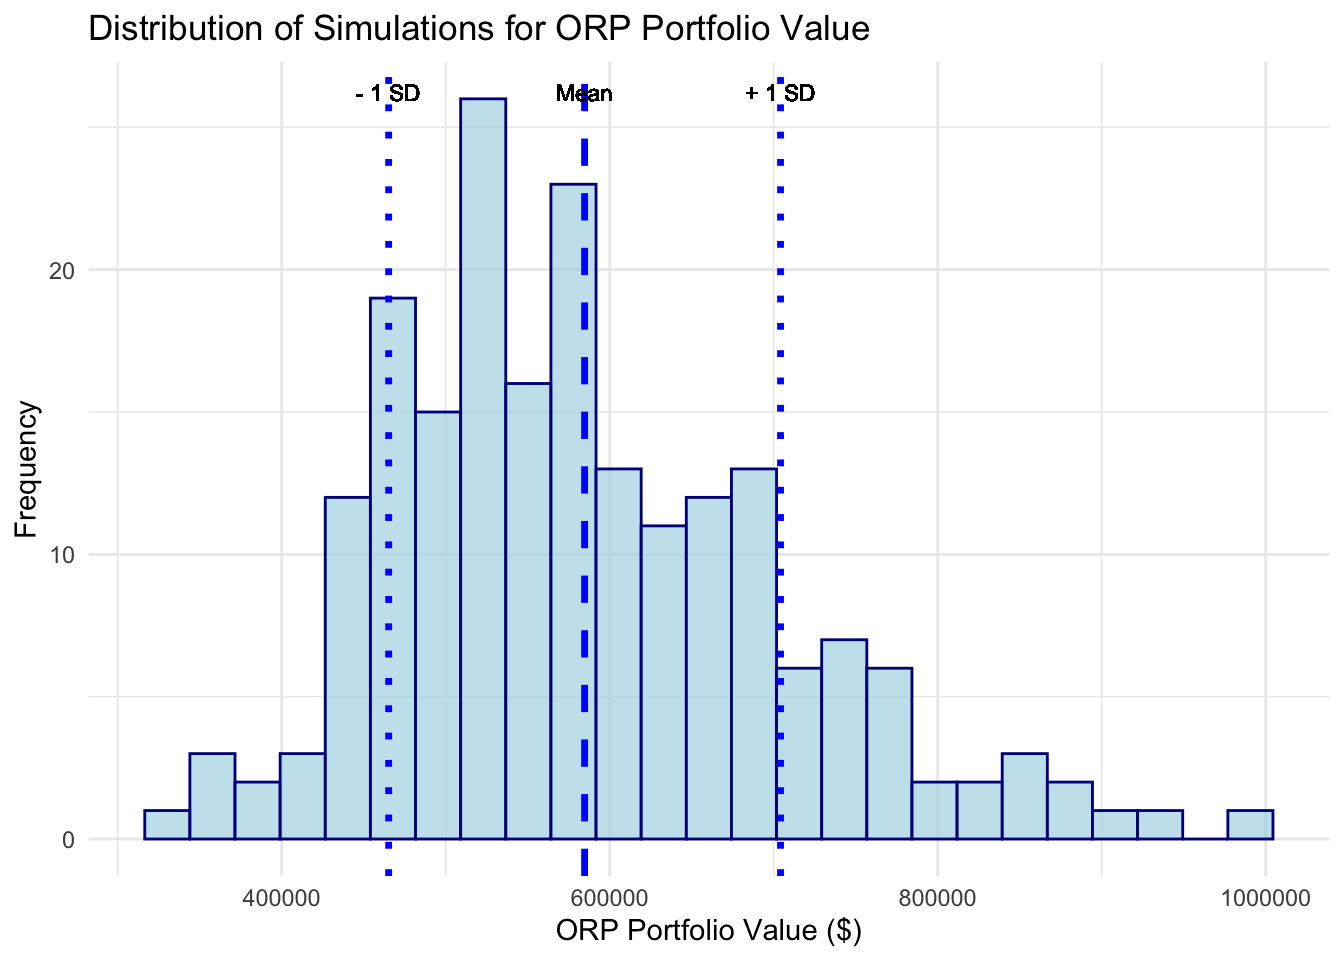 Distribution of Simulations for ORP Portfolio Value
- 1 SD
Mean
+ 1 SD
20
10
0
Frequency
400000
600000
800000
1000000
ORP Portfolio Value ($)